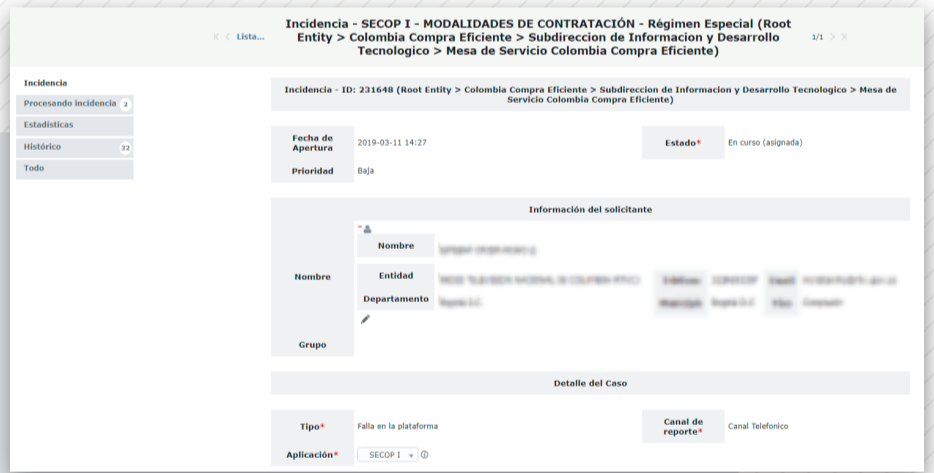 Incidencia - SECOP I - MODALIDADES DE CONTRATACIÓN - Régimen Especial (Root
Lista...
Entity > Colombia Compra Eficiente > Subdireccion de Informacion y Desarrollo
1/1
Tecnologico > Mesa de Servicio Colombia Compra Eficiente)
Incidencia
Procesando incidencia 2
Estadísticas
Histórico 32
Todo
Incidencia - ID: 231648 (Root Entity > Colombia Compra Eficiente > Subdireccion de Informacion y Desarrollo Tecnologico > Mesa de
Servicio Colombia Compra Eficiente)
Fecha de
Apertura
2019-03-11 14:27
Estado*
En curso (asignada)
Prioridad
Baja
Información del solicitante
*
Nombre
Nombre
Entidad
Departamento
Grupo
Detalle del Caso
Tipo*
Falla en la plataforma
Canal de
reporte*
Canal Telefonico
Aplicación*
SECOP I